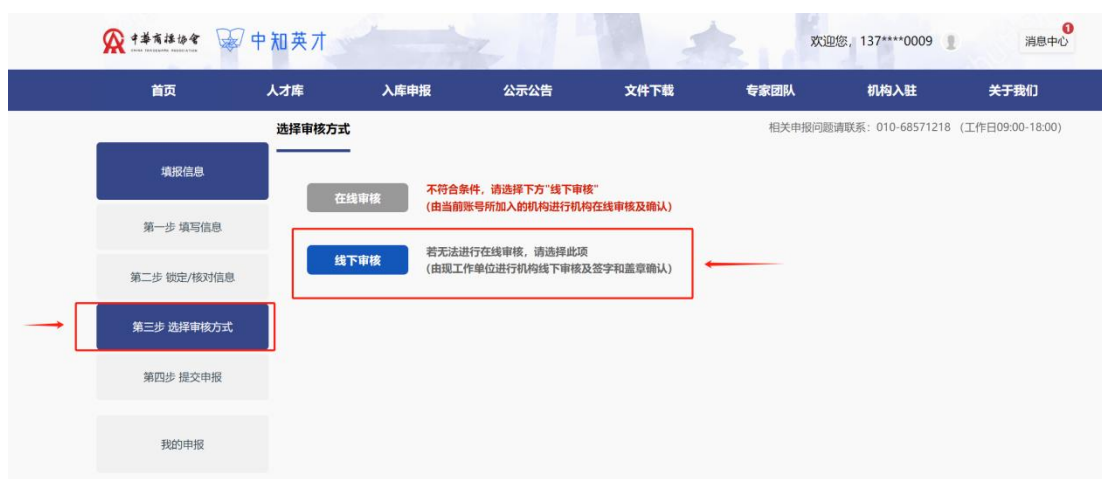 中华商标协会
中知英才
欢迎您，137****0009
消息中心
1
首页
人才库
入库申报
公示公告
文件下载
专家团队
机构入驻
关于我们
选择审核方式
相关申报问题请联系：010-68571218 （工作日09:00-18:00）
填报信息
第一步 填写信息
第二步 锁定/核对信息
第三步 选择审核方式
第四步 提交申报
我的申报
在线审核
不符合条件，请选择下方"线下审核"
(由当前账号所加入的机构进行机构在线审核及确认)
线下审核
若无法进行在线审核，请选择此项
(由现工作单位进行机构线下审核及签字和盖章确认)